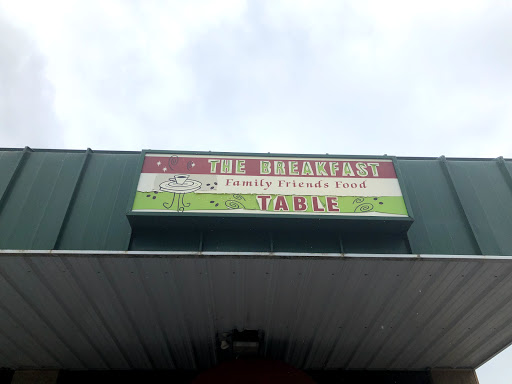 THE BREAKFAST
Family Friends Food
TABLE